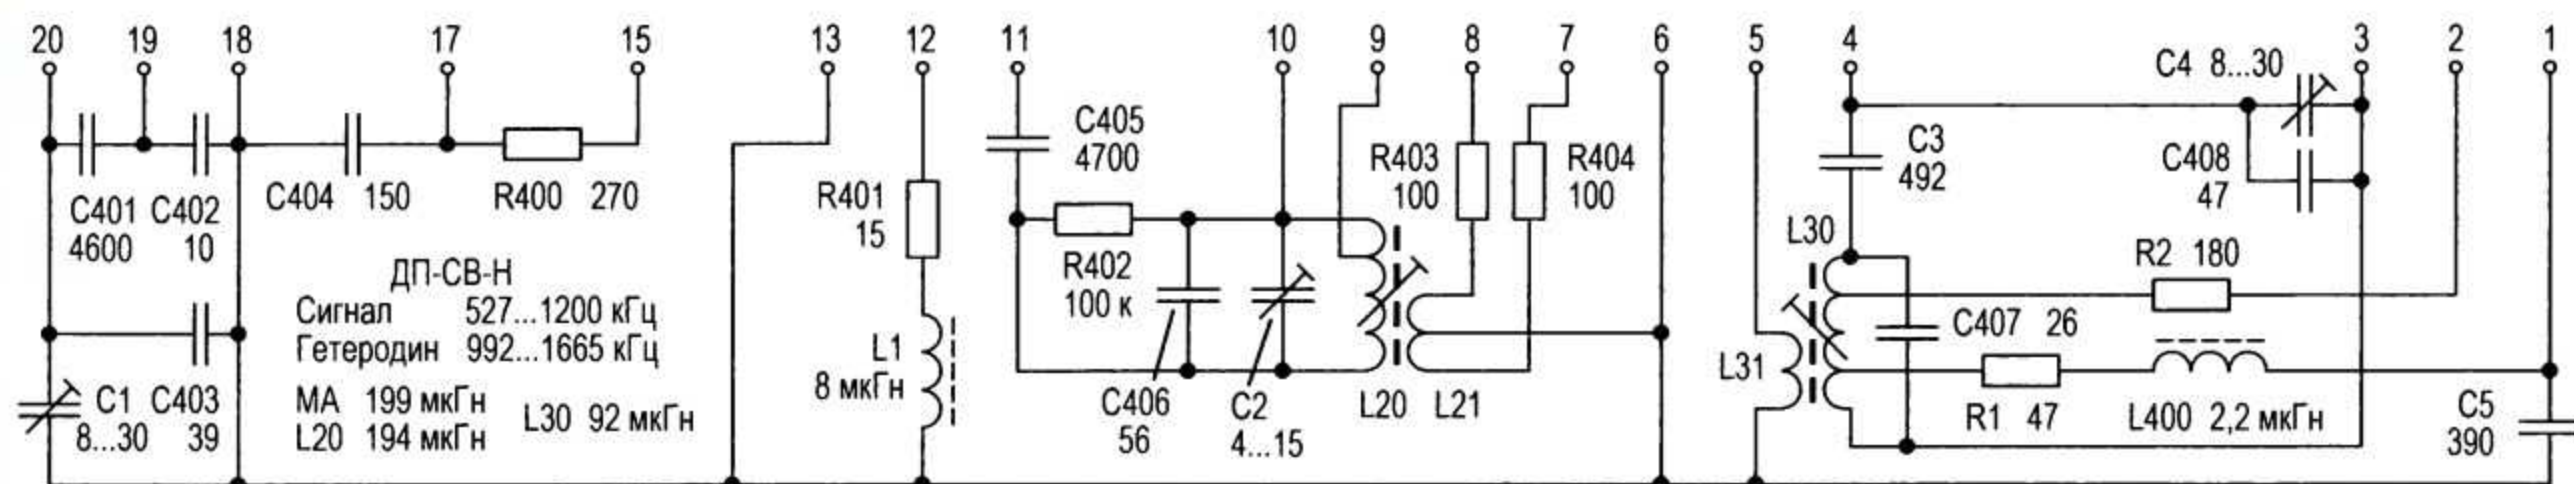 20 19 18 17 15 13 12 11 10 9 8 7 6 5 4 3 2 1
C4 8...30
C405
4700
C3
492
R403
100
R404
100
C408
47
C401
4600
C402
10
C404 150
R400 270
R401
15
L30
R402
100 к
R2 180
ДП-СВ-Н
Сигнал 527...1200 кГц
Гетеродин 992...1665 кГц
C407 26
L1
8 мкГн
L31
C1
8...30
C403
39
МА 199 мкГн
L20 194 мкГн
L30 92 мкГн
C406
56
C2
4...15
L20 L21
R1 47
L400 2,2 мкГн
C5
390